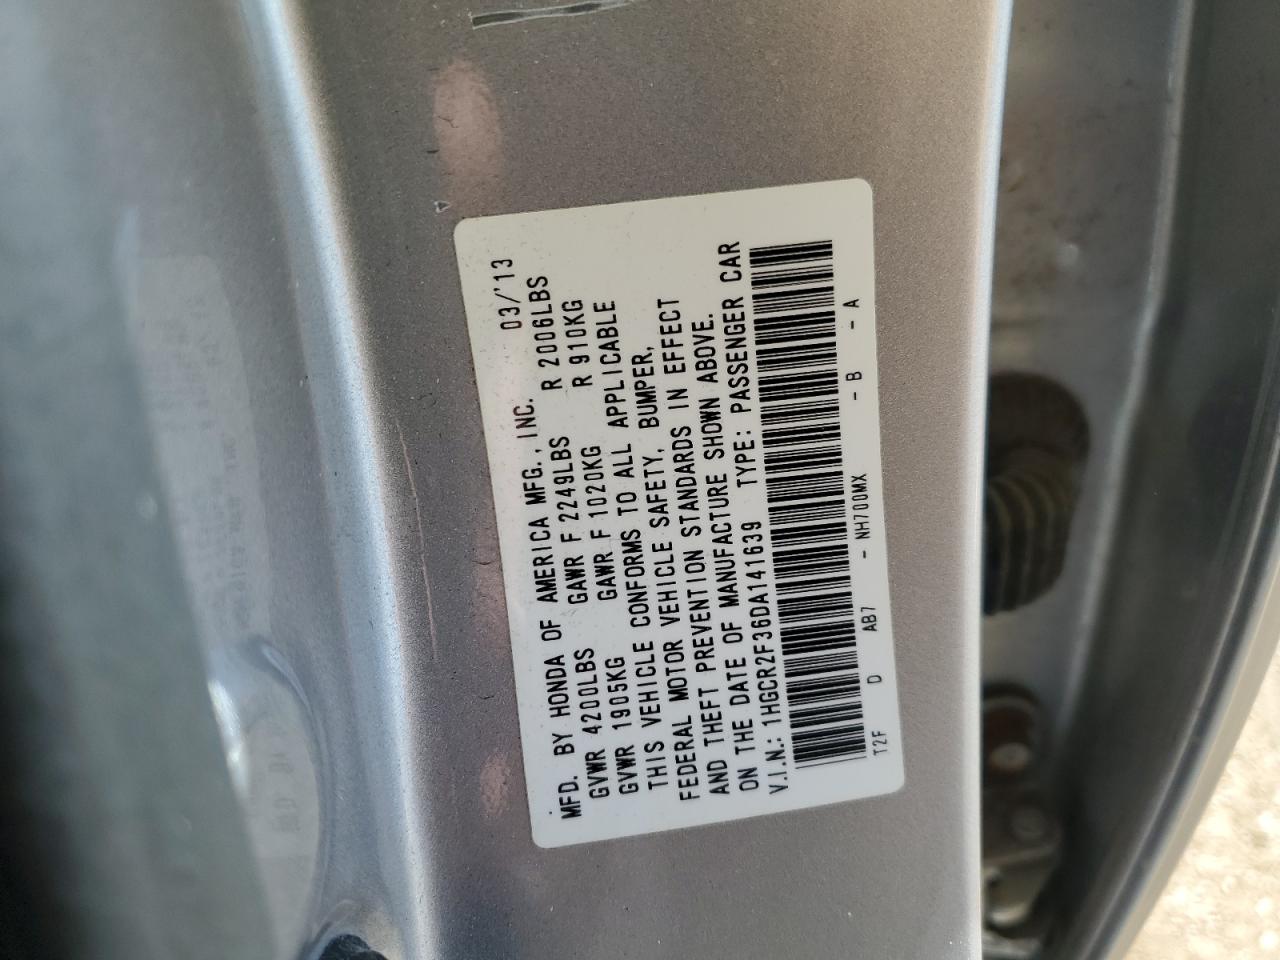 MFD. BY HONDA OF AMERICA MFG., INC. 03/'13
GVWR 4200LBS GAWR F 2249LBS R 2006LBS
GVWR 1905KG GAWR F 1020KG R 910KG
THIS VEHICLE CONFORMS TO ALL APPLICABLE
FEDERAL MOTOR VEHICLE SAFETY, BUMPER,
AND THEFT PREVENTION STANDARDS IN EFFECT
ON THE DATE OF MANUFACTURE SHOWN ABOVE.
V.I.N.: 1HGCR2F36DA141639 TYPE: PASSENGER CAR
T2F D AB7 - NH700MX - B - A